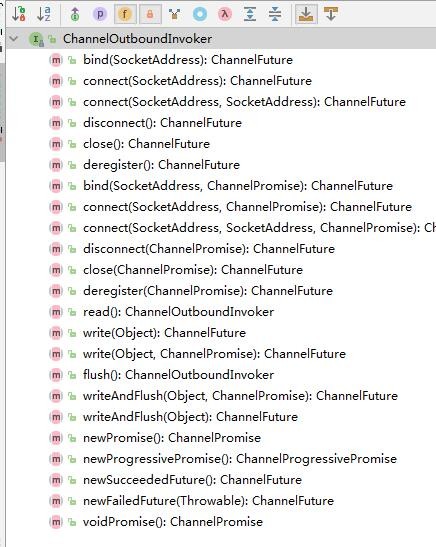 ChannelOutboundInvoker
bind(SocketAddress): ChannelFuture
connect(SocketAddress): ChannelFuture
connect(SocketAddress, SocketAddress): ChannelFuture
disconnect(): ChannelFuture
close(): ChannelFuture
deregister(): ChannelFuture
bind(SocketAddress, ChannelPromise): ChannelFuture
connect(SocketAddress, ChannelPromise): ChannelFuture
connect(SocketAddress, SocketAddress, ChannelPromise): Ch
disconnect(ChannelPromise): ChannelFuture
close(ChannelPromise): ChannelFuture
deregister(ChannelPromise): ChannelFuture
read(): ChannelOutboundInvoker
write(Object): ChannelFuture
write(Object, ChannelPromise): ChannelFuture
flush(): ChannelOutboundInvoker
writeAndFlush(Object, ChannelPromise): ChannelFuture
writeAndFlush(Object): ChannelFuture
newPromise(): ChannelPromise
newProgressivePromise(): ChannelProgressivePromise
newSucceededFuture(): ChannelFuture
newFailedFuture(Throwable): ChannelFuture
voidPromise(): ChannelPromise